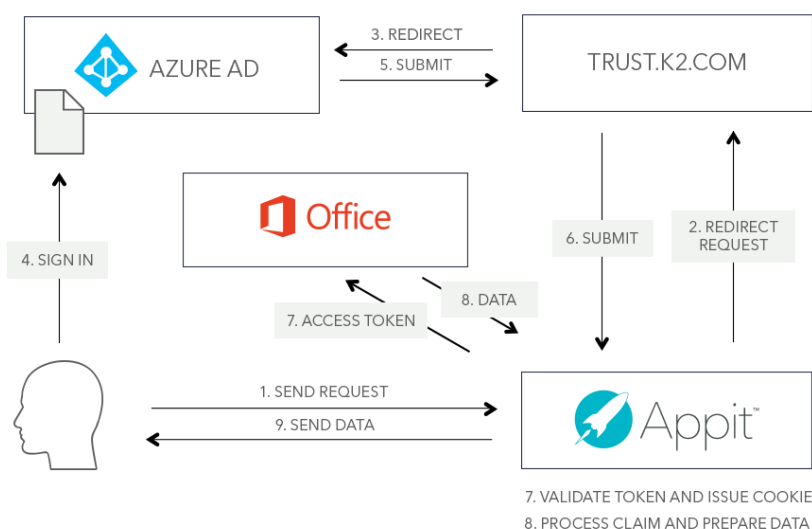 3. REDIRECT
AZURE AD
5. SUBMIT
TRUST.K2.COM
Office
4. SIGN IN
6. SUBMIT
2. REDIRECT
REQUEST
8. DATA
7. ACCESS TOKEN
1. SEND REQUEST
9. SEND DATA
Appit™
7. VALIDATE TOKEN AND ISSUE COOKIE
8. PROCESS CLAIM AND PREPARE DATA